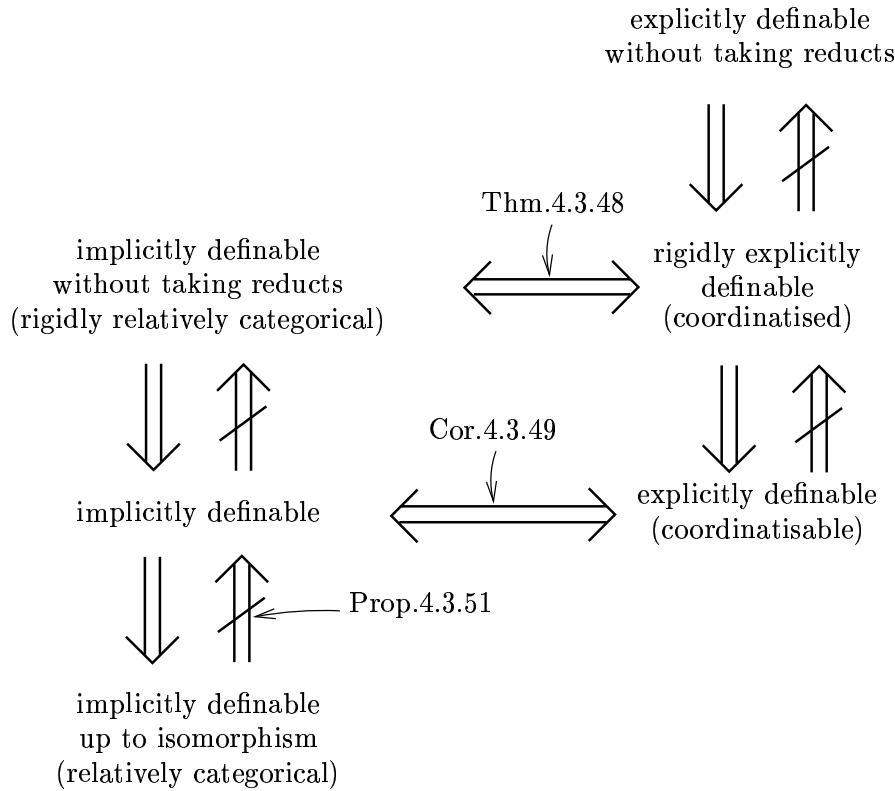 explicitly definable
without taking reducts
Thm.4.3.48
implicitly definable
without taking reducts
(rigidly relatively categorical)
rigidly explicitly
definable
(coordinatised)
Cor.4.3.49
implicitly definable
explicitly definable
(coordinatisable)
Prop.4.3.51
implicitly definable
up to isomorphism
(relatively categorical)